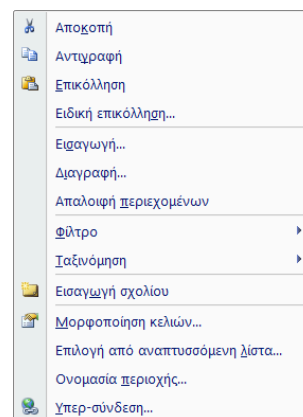 Αποκοπή
Αντιγραφή
Επικόλληση
Ειδική επικόλληση...
Εισαγωγή...
Διαγραφή...
Απαλοιφή περιεχομένων
Φίλτρο
Ταξινόμηση
Εισαγωγή σχολίου
Μορφοποίηση κελιών...
Επιλογή από αναπτυσσόμενη λίστα...
Ονομασία περιοχής...
Υπερ-σύνδεση...